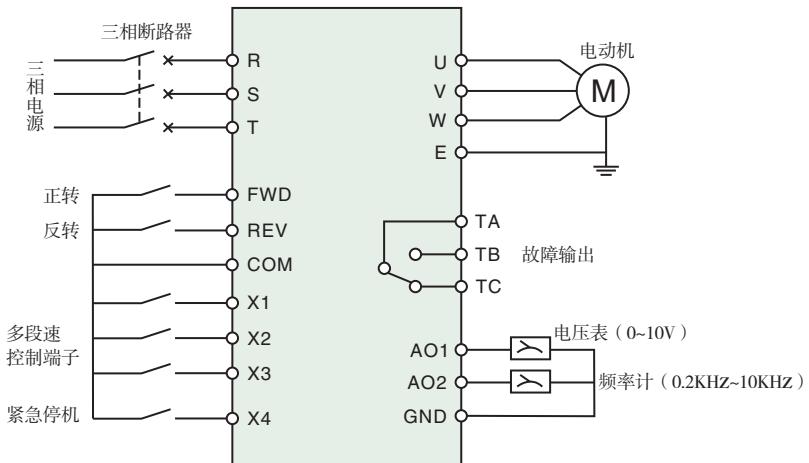 三相断路器
三相电源
R
S
T
U
V
W
E
电动机
M
正转
反转
FWD
REV
COM
X1
X2
X3
X4
多段速
控制端子
紧急停机
TA
TB
TC
故障输出
AO1
AO2
GND
电压表（0~10V）
频率计（0.2KHz~10KHz）